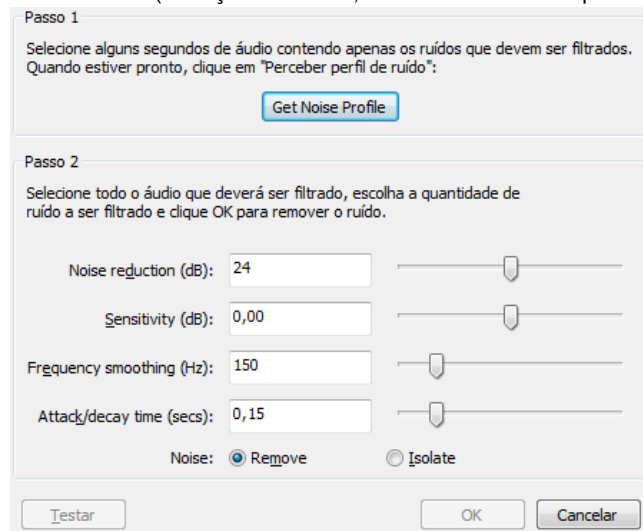 Passo 1
Selecione alguns segundos de áudio contendo apenas os ruídos que devem ser filtrados.
Quando estiver pronto, clique em "Perceber perfil de ruído":
Get Noise Profile
Passo 2
Selecione todo o áudio que deverá ser filtrado, escolha a quantidade de
ruído a ser filtrado e clique OK para remover o ruído.
Noise reduction (dB): 24
Sensitivity (dB): 0,00
Frequency smoothing (Hz): 150
Attack/decay time (secs): 0,15
Noise: Remove Isolate
Testar OK Cancelar